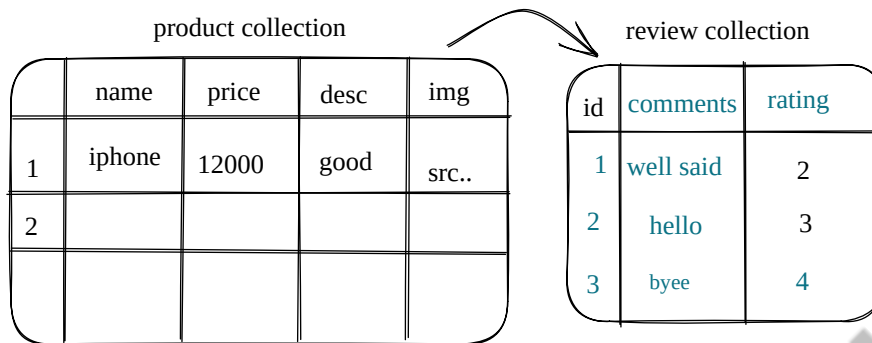 product collection
name price desc img
1 iphone 12000 good src..
2
review collection
id comments rating
1 well said 2
2 hello 3
3 byee 4